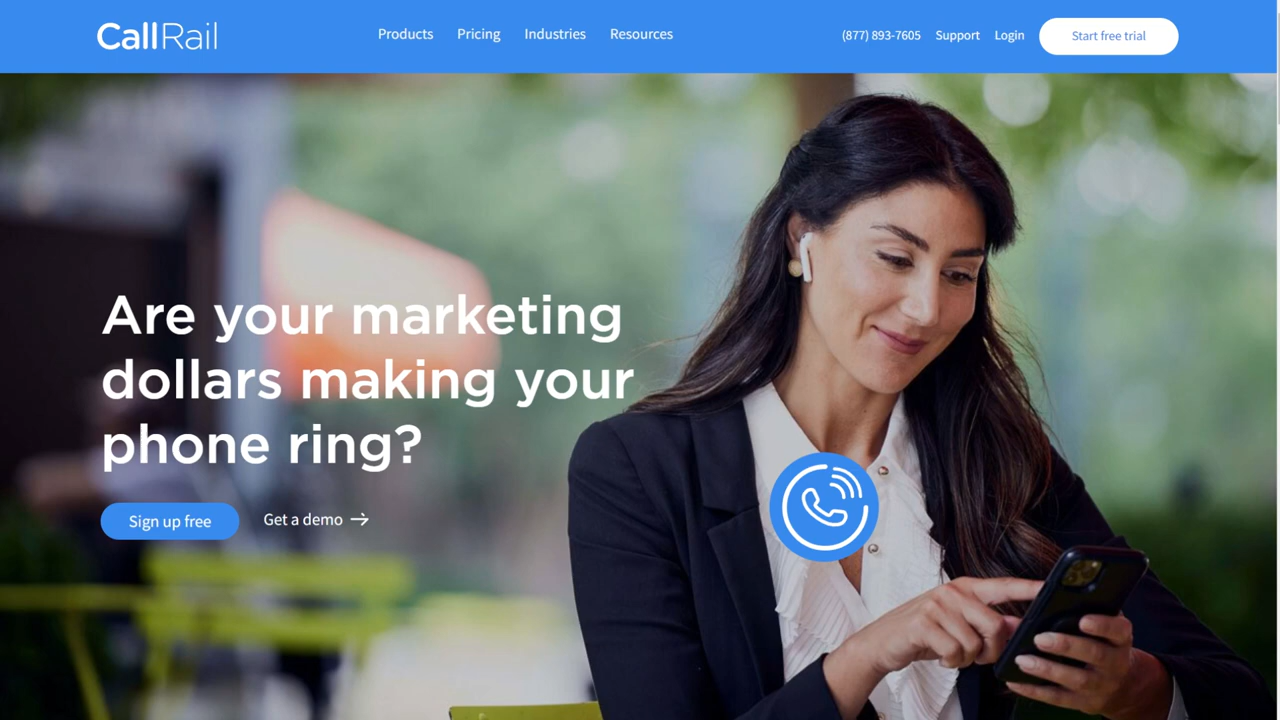 CallRail
Products Pricing Industries Resources
(877) 893-7605 Support Login Start free trial
Are your marketing
dollars making your
phone ring?
Sign up free Get a demo →